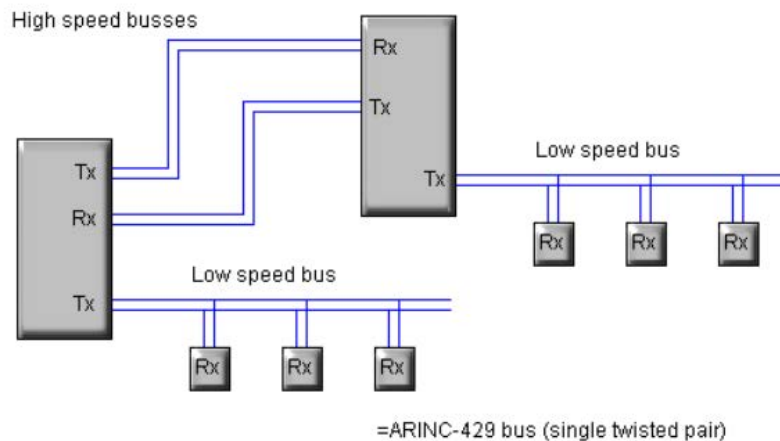 High speed busses
Rx
Tx
Tx
Low speed bus
Rx Rx Rx
Tx
Rx
Tx
Low speed bus
Rx Rx Rx
=ARINC-429 bus (single twisted pair)